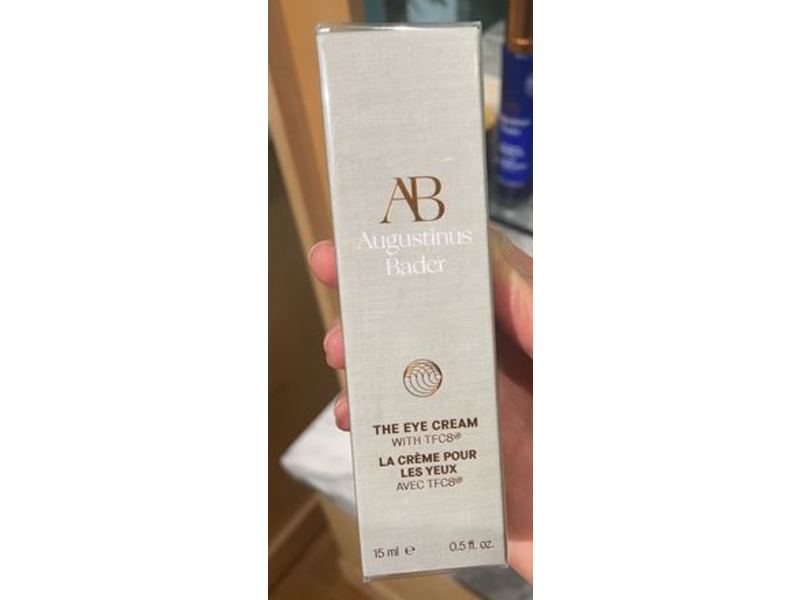 AB
Augustinus
Bader
THE EYE CREAM
WITH TFC8®
LA CRÈME POUR
LES YEUX
AVEC TFC8®
15 ml ℮ 0.5 fl. oz.